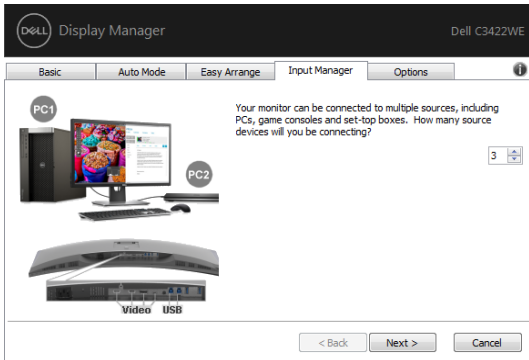 DELL Display Manager
Dell C3422WE
Basic
Auto Mode
Easy Arrange
Input Manager
Options
PC1
PC2
Video
USB
Your monitor can be connected to multiple sources, including
PCs, game consoles and set-top boxes. How many source
devices will you be connecting?
3
< Back
Next >
Cancel